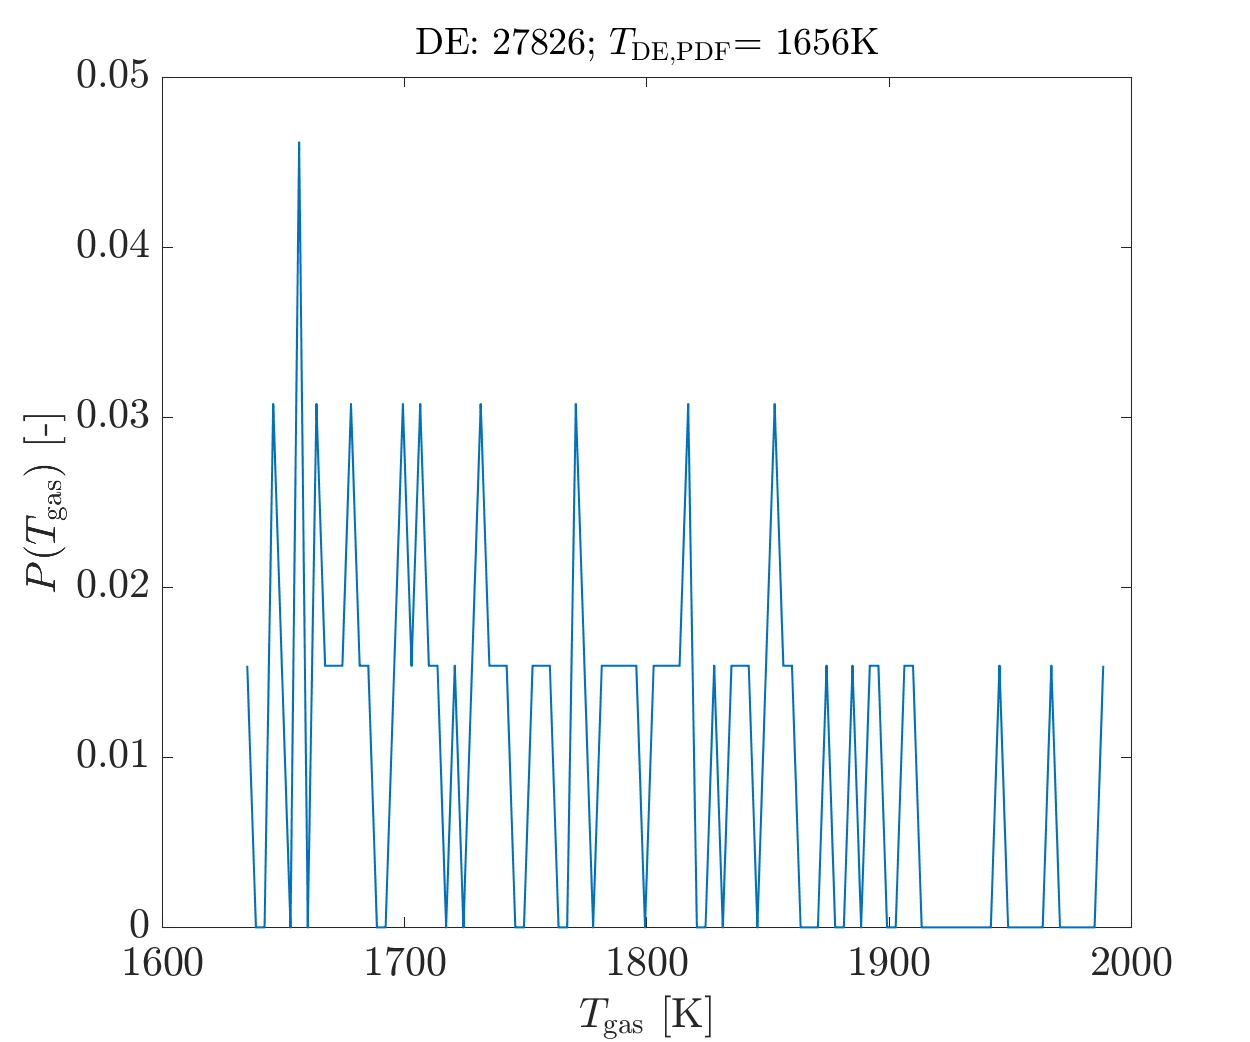 DE: 27826; T_DE,PDF= 1656K
0.05
0.04
0.03
0.02
0.01
0
P(T_gas) [-]
1600 1700 1800 1900 2000
T_gas [K]